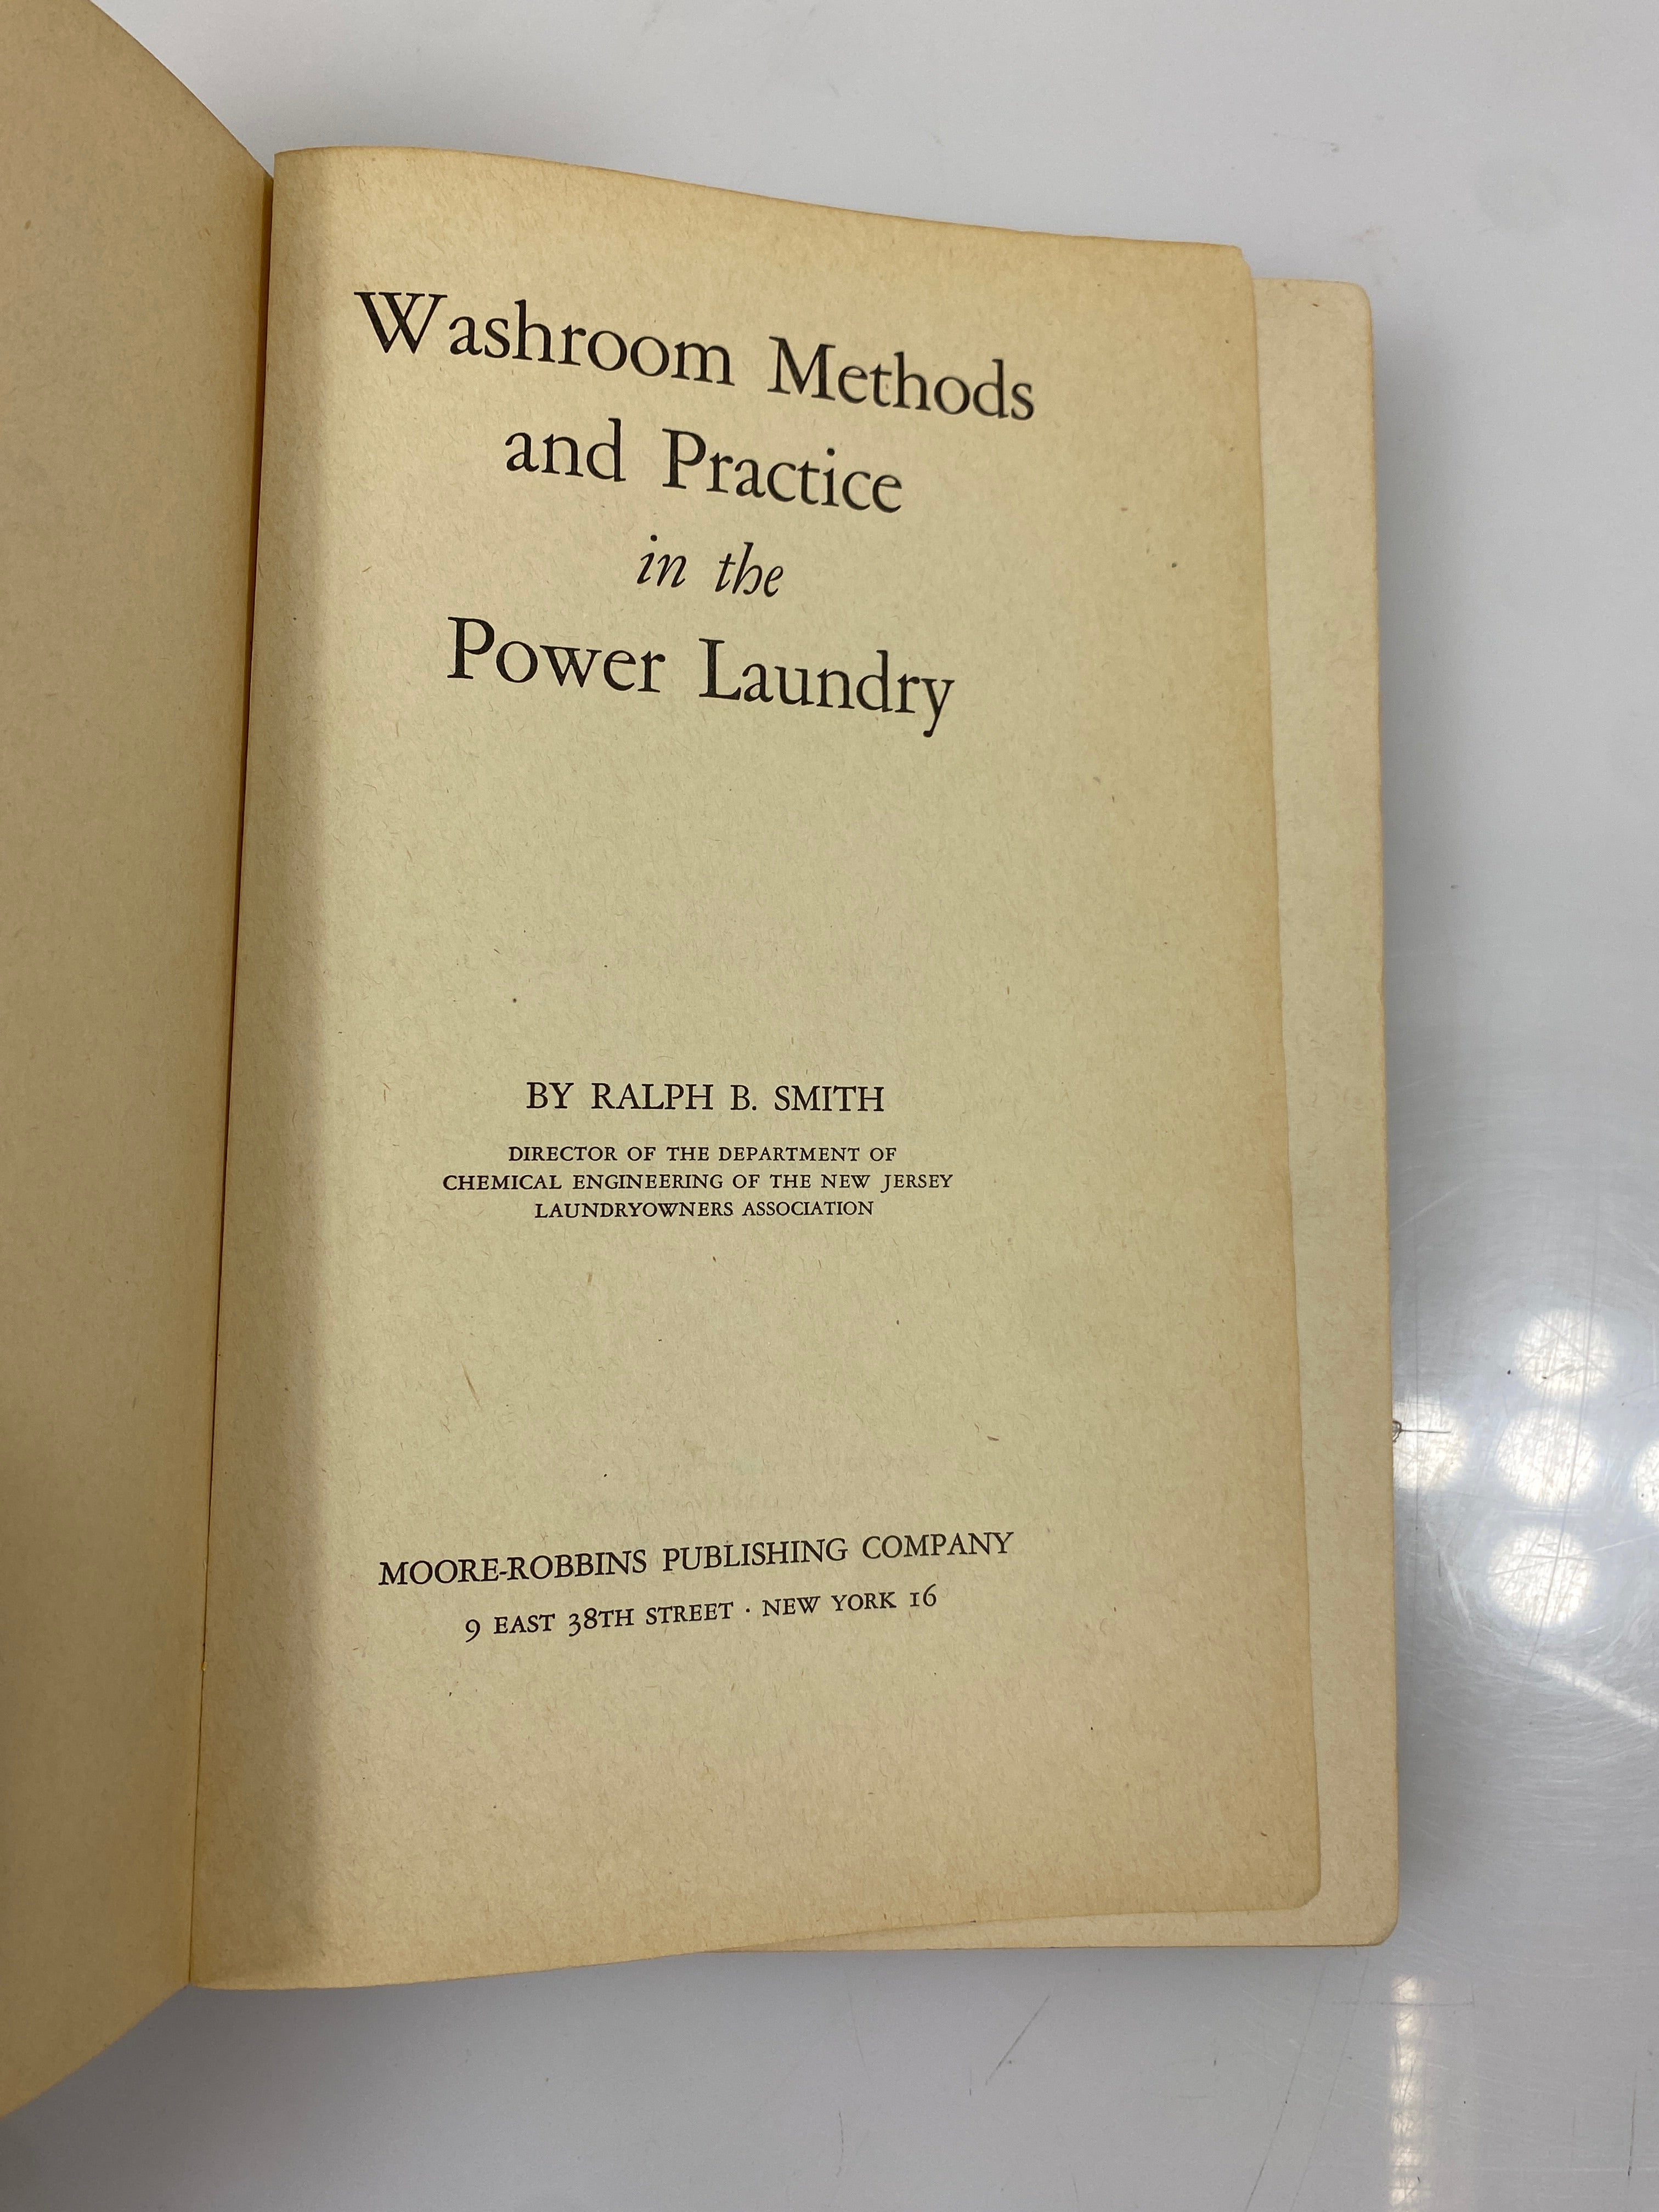 Washroom Methods
and Practice
in the
Power Laundry
BY RALPH B. SMITH
DIRECTOR OF THE DEPARTMENT OF
CHEMICAL ENGINEERING OF THE NEW JERSEY
LAUNDRYOWNERS ASSOCIATION
MOORE-ROBBINS PUBLISHING COMPANY
9 EAST 38TH STREET · NEW YORK 16